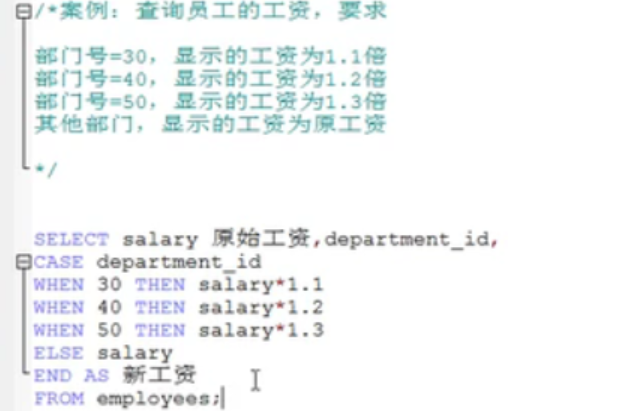 /*案例：查询员工的工资，要求
部门号=30，显示的工资为1.1倍
部门号=40，显示的工资为1.2倍
部门号=50，显示的工资为1.3倍
其他部门，显示的工资为原工资
*/
SELECT salary 原始工资,department_id,
CASE department_id
WHEN 30 THEN salary*1.1
WHEN 40 THEN salary*1.2
WHEN 50 THEN salary*1.3
ELSE salary
END AS 新工资
FROM employees;